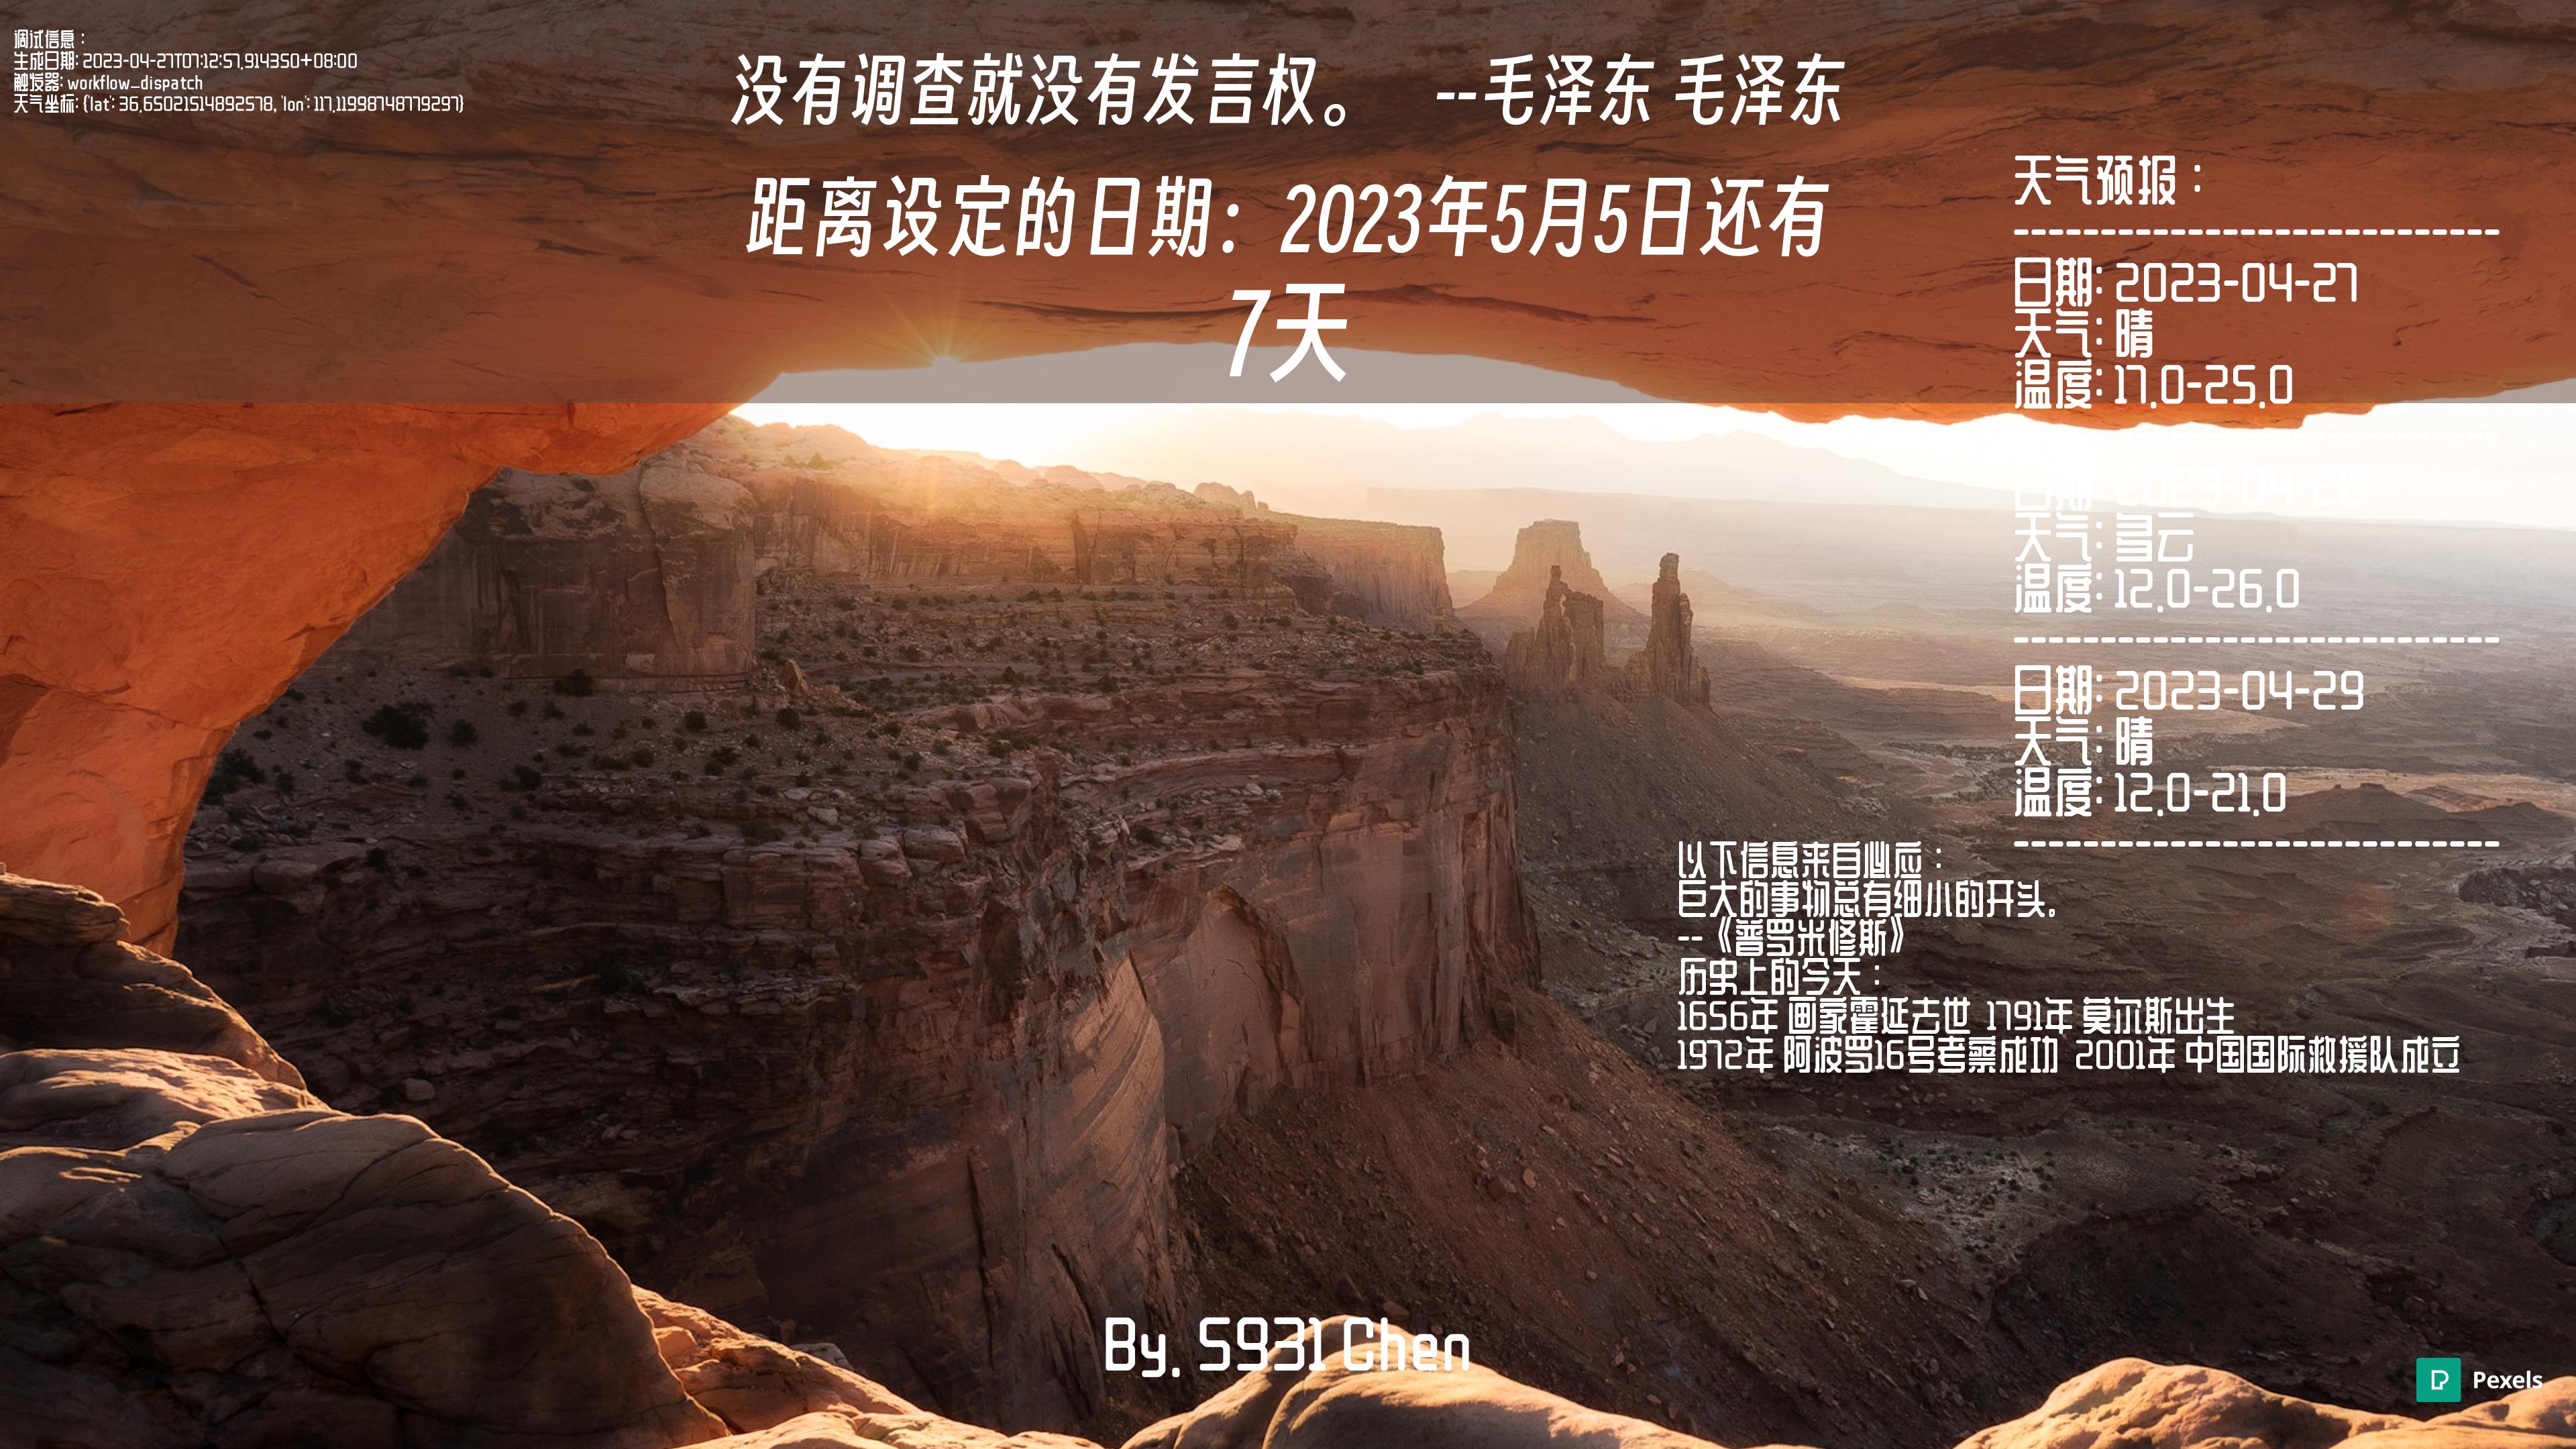 调试信息：
生成日期: 2023-04-27T07:12:57.914350+08:00
触发器: workflow_dispatch
天气坐标: {'lat': 36.65021514892578, 'lon': 117.11998748779297}
没有调查就没有发言权。 --毛泽东 毛泽东
距离设定的日期：2023年5月5日还有
7天
天气预报：
----------------------------
日期: 2023-04-27
天气: 晴
温度: 17.0-25.0
----------------------------
日期: 2023-04-28
天气: 多云
温度: 12.0-26.0
----------------------------
日期: 2023-04-29
天气: 晴
温度: 12.0-21.0
----------------------------
以下信息来自必应：
巨大的事物总有细小的开头。
--《普罗米修斯》
历史上的今天：
1656年 画家霍延去世 1791年 莫尔斯出生
1972年 阿波罗16号考察成功 2001年 中国国际救援队成立
By. S931 Chen
Pexels